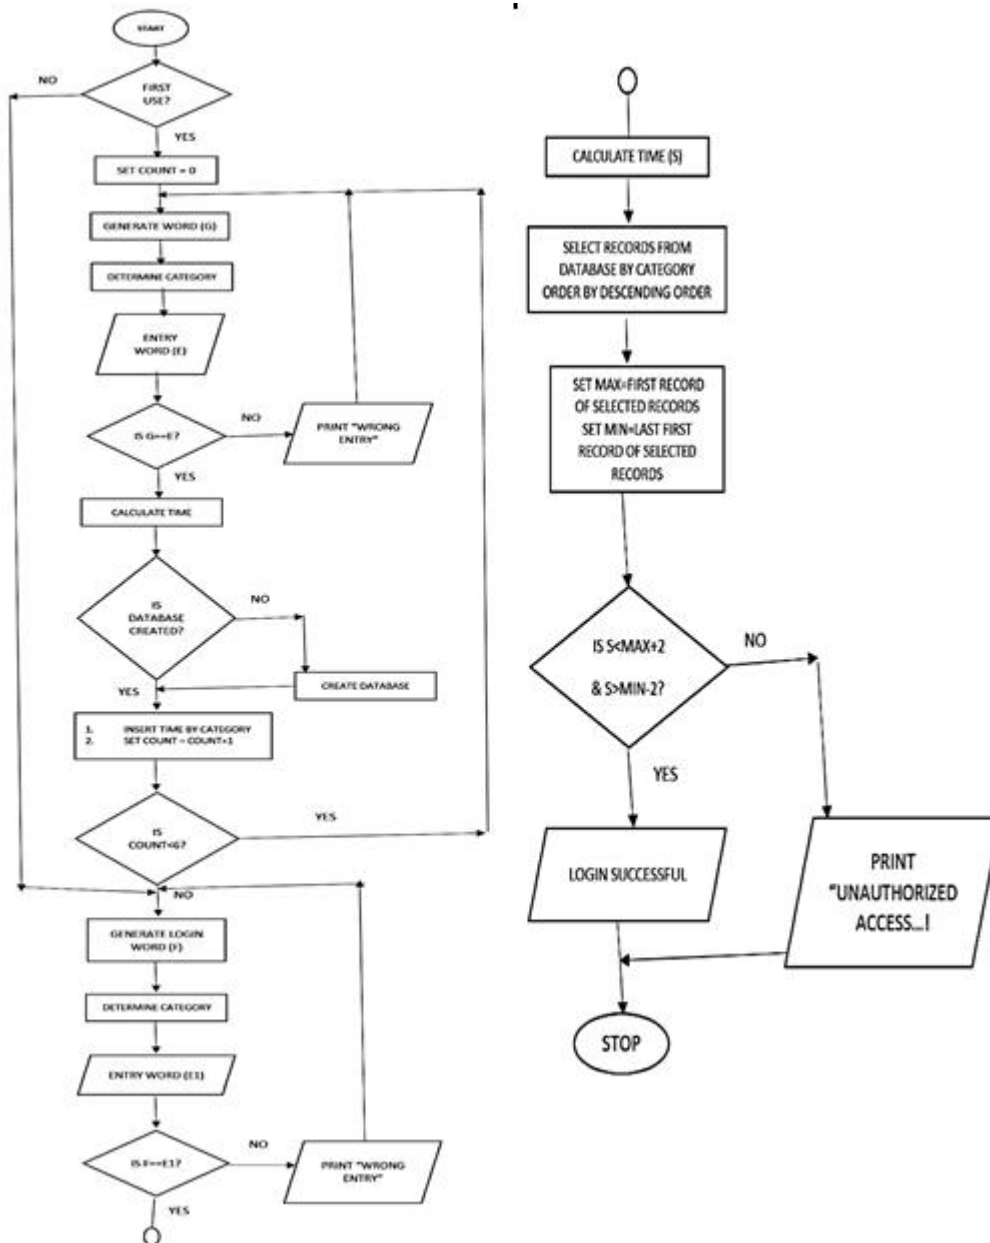 START
NO
FIRST
USE?
YES
SET COUNT = 0
GENERATE WORD (G)
DETERMINE CATEGORY
ENTRY
WORD (E)
IS G==E?
NO
PRINT "WRONG
ENTRY"
YES
CALCULATE TIME
IS
DATABASE
CREATED?
NO
YES
CREATE DATABASE
1. INSERT TIME BY CATEGORY
2. SET COUNT = COUNT+1
IS
COUNT<6?
YES
NO
GENERATE LOGIN
WORD (F)
DETERMINE CATEGORY
ENTRY WORD (E1)
IS F==E1?
NO
PRINT "WRONG
ENTRY"
YES
CALCULATE TIME (S)
SELECT RECORDS FROM
DATABASE BY CATEGORY
ORDER BY DESCENDING ORDER
SET MAX=FIRST RECORD
OF SELECTED RECORDS
SET MIN=LAST FIRST
RECORD OF SELECTED
RECORDS
IS S<MAX+2
& S>MIN-2?
NO
YES
LOGIN SUCCESSFUL
PRINT
"UNAUTHORIZED
ACCESS...!
STOP